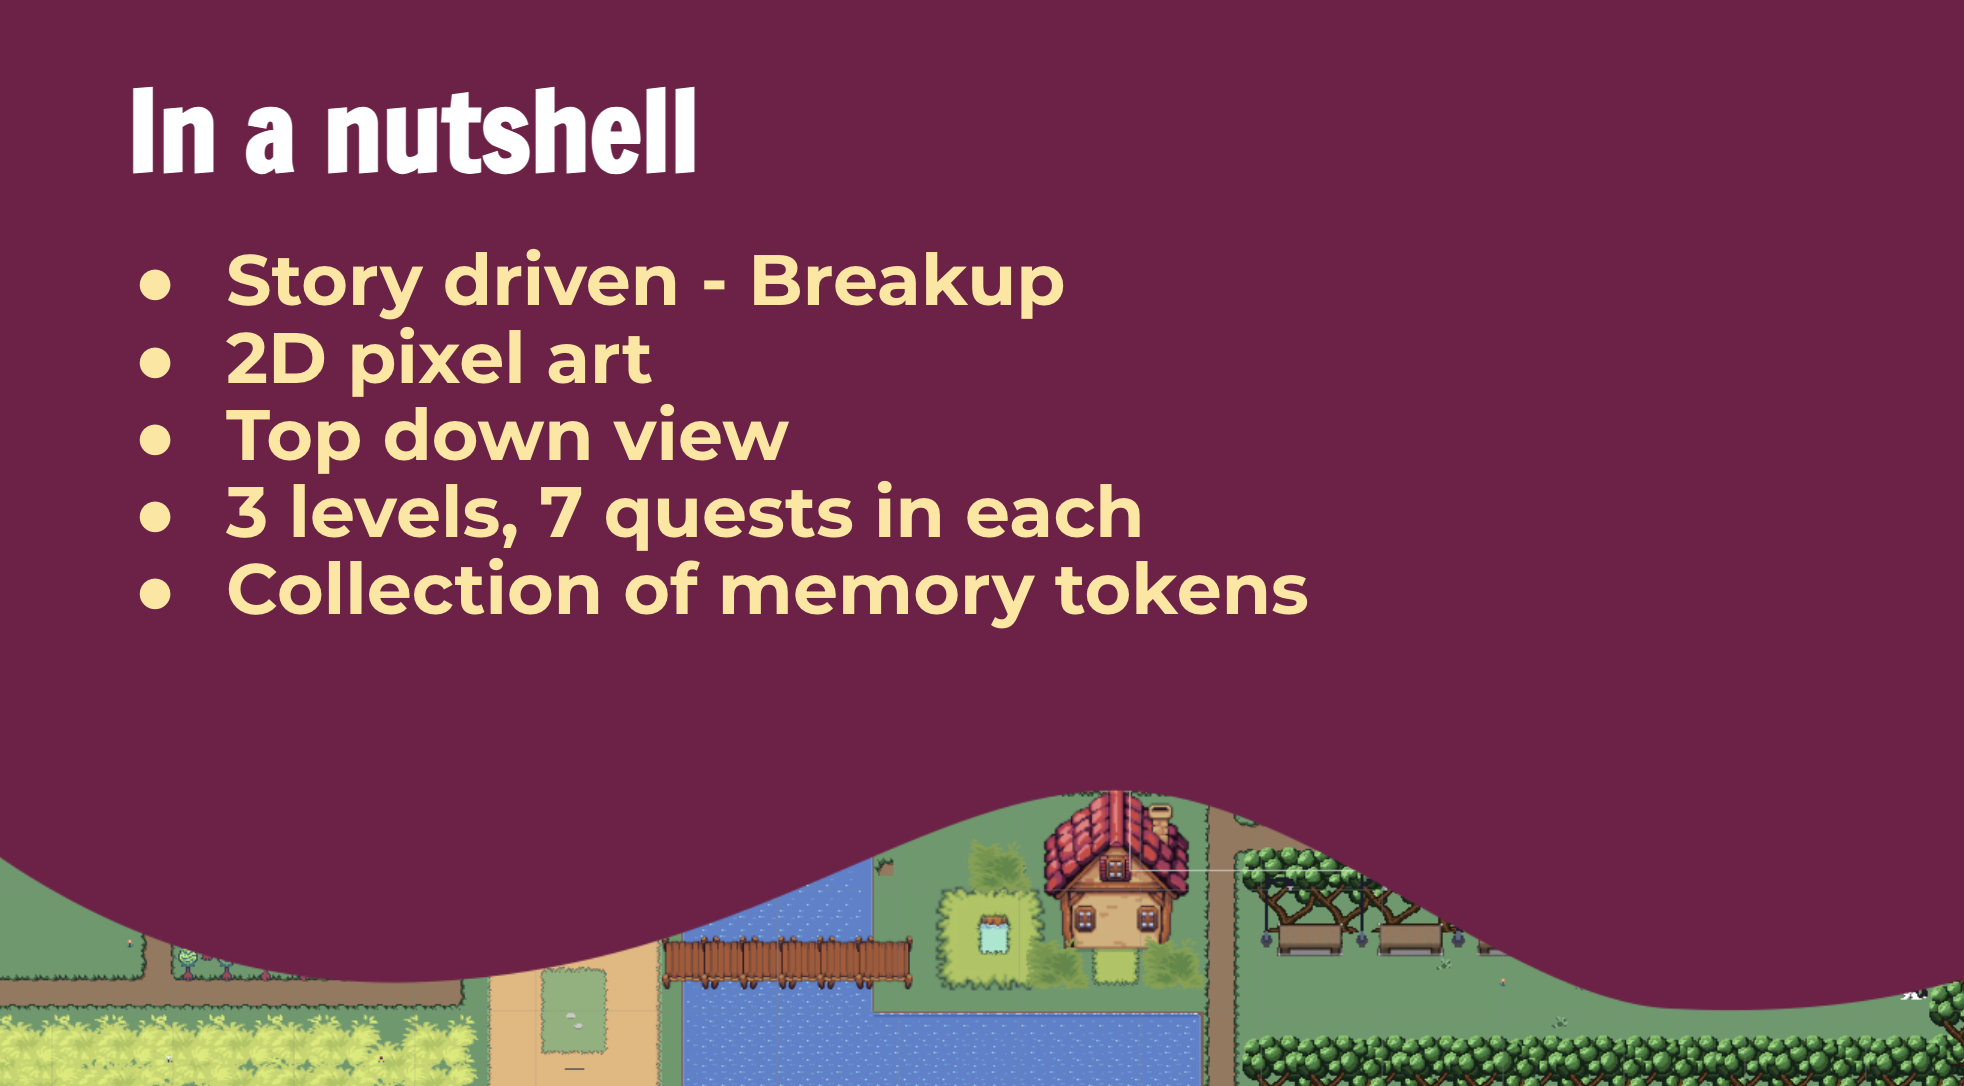 In a nutshell
● Story driven - Breakup
● 2D pixel art
● Top down view
● 3 levels, 7 quests in each
● Collection of memory tokens